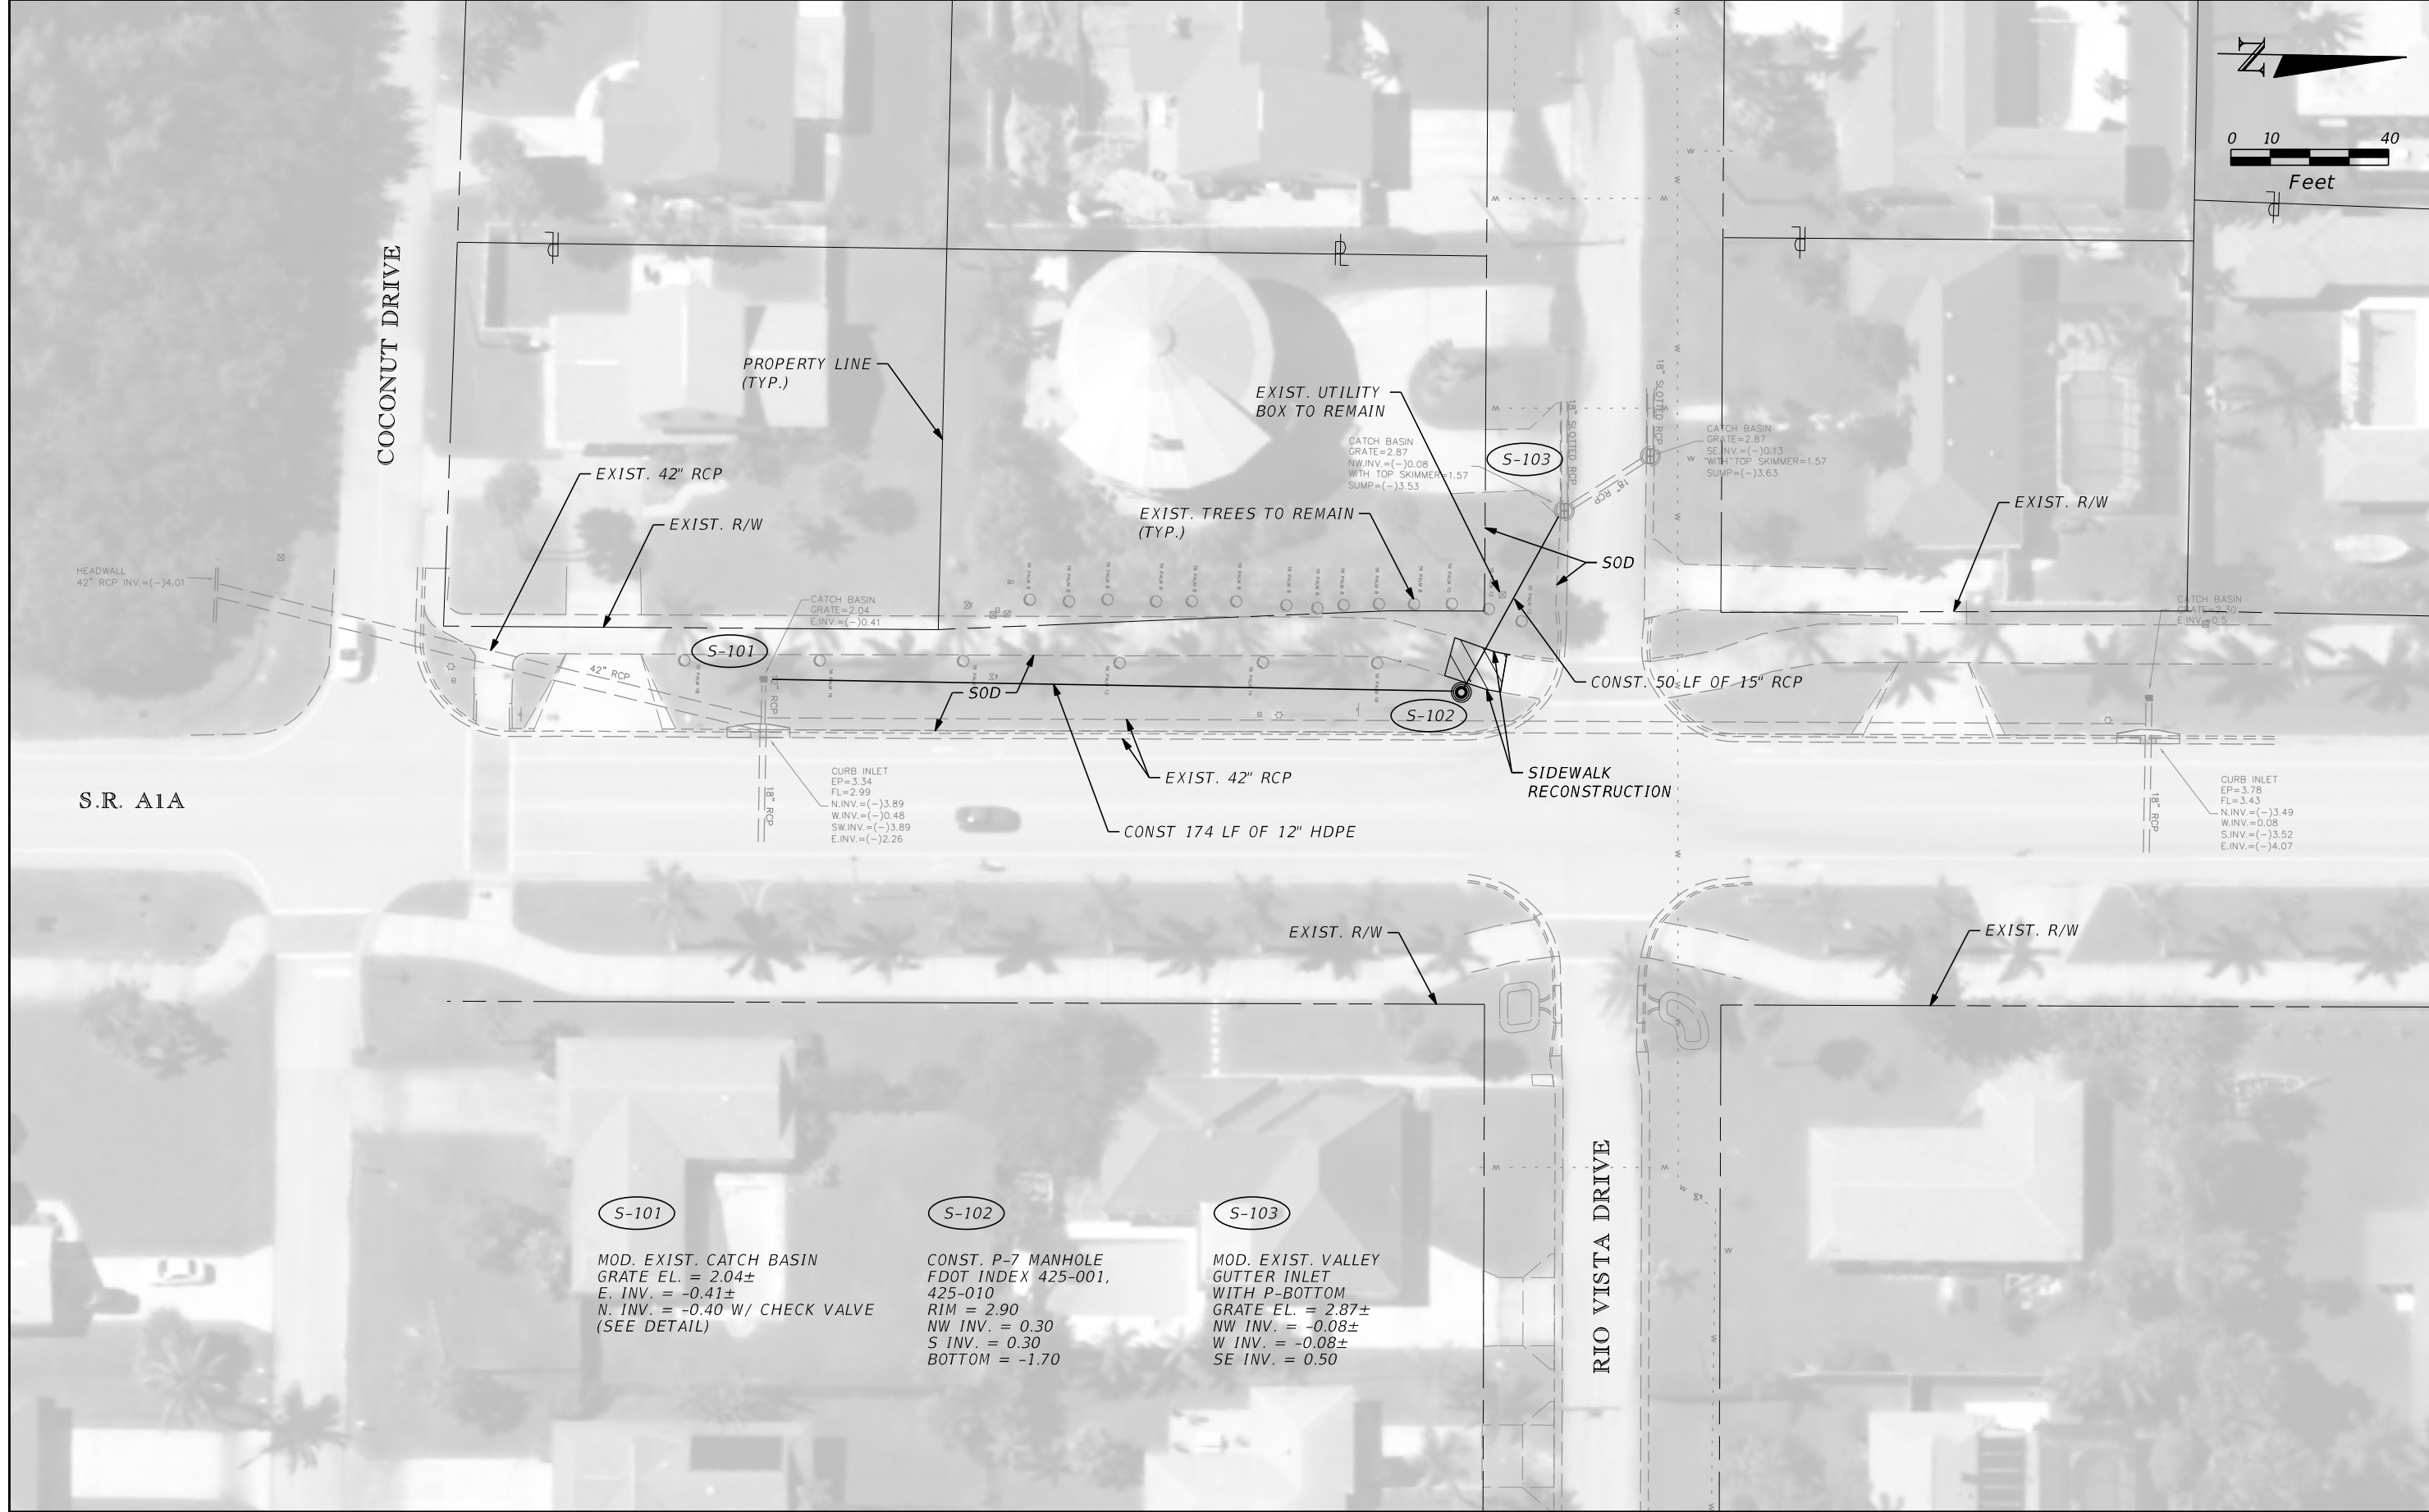 N
0 10 40
Feet
COCONUT DRIVE
PROPERTY LINE
(TYP.)
EXIST. UTILITY
BOX TO REMAIN
18" SLOTTED RCP
18" SLOTTED RCP
CATCH BASIN
GRATE=2.87
NW.INV.=(-)0.08
WITH TOP SKIMMER=1.57
SUMP=(-)3.53
S-103
CATCH BASIN
GRATE=2.87
SE.INV.=(-)0.13
WITH TOP SKIMMER=1.57
SUMP=(-)3.63
18" RCP
EXIST. 42" RCP
EXIST. R/W
EXIST. TREES TO REMAIN
(TYP.)
EXIST. R/W
SOD
HEADWALL
42" RCP INV.=(-)4.01
CATCH BASIN
GRATE=2.04
E.INV.=(-)0.41
CATCH BASIN
GRATE=2.30
E.INV.=0.5
S-101
42" RCP
SOD
CONST. 50 LF OF 15" RCP
S-102
S.R. A1A
CURB INLET
EP=3.34
FL=2.99
N.INV.=(-)3.89
W.INV.=(-)0.48
SW.INV.=(-)3.89
E.INV.=(-)2.26
18" RCP
EXIST. 42" RCP
CONST 174 LF OF 12" HDPE
SIDEWALK
RECONSTRUCTION
18" RCP
CURB INLET
EP=3.78
FL=3.43
N.INV.=(-)3.49
W.INV.=0.08
S.INV.=(-)3.52
E.INV.=(-)4.07
EXIST. R/W
EXIST. R/W
RIO VISTA DRIVE
S-101
MOD. EXIST. CATCH BASIN
GRATE EL. = 2.04±
E. INV. = -0.41±
N. INV. = -0.40 W/ CHECK VALVE
(SEE DETAIL)
S-102
CONST. P-7 MANHOLE
FDOT INDEX 425-001,
425-010
RIM = 2.90
NW INV. = 0.30
S INV. = 0.30
BOTTOM = -1.70
S-103
MOD. EXIST. VALLEY
GUTTER INLET
WITH P-BOTTOM
GRATE EL. = 2.87±
NW INV. = -0.08±
W INV. = -0.08±
SE INV. = 0.50